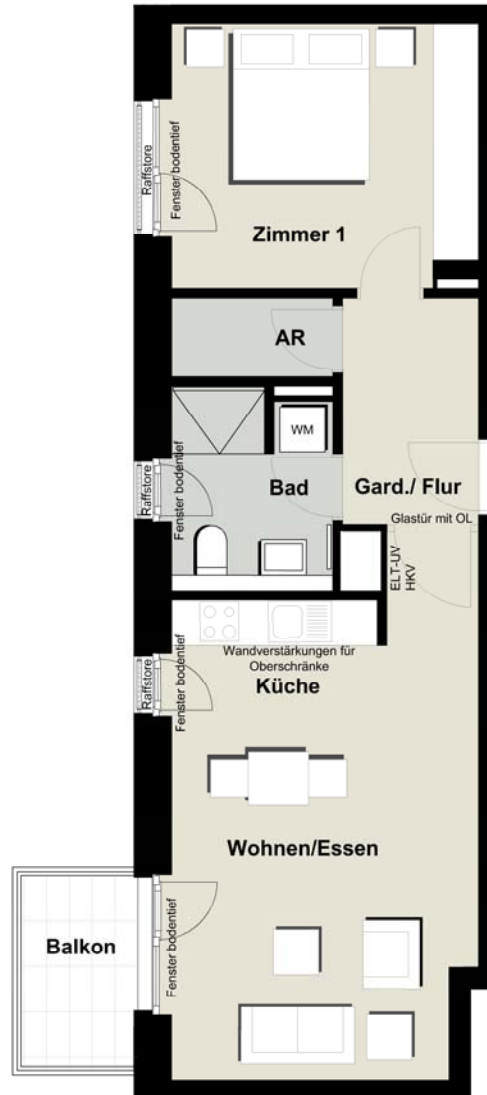 Raffstore
Fenster bodentief
Zimmer 1
AR
WM
Raffstore
Fenster bodentief
Bad
Gard./ Flur
Glastür mit OL
ELT-UV
HKV
Wandverstärkungen für
Oberschränke
Küche
Raffstore
Fenster bodentief
Wohnen/Essen
Balkon
Fenster bodentief